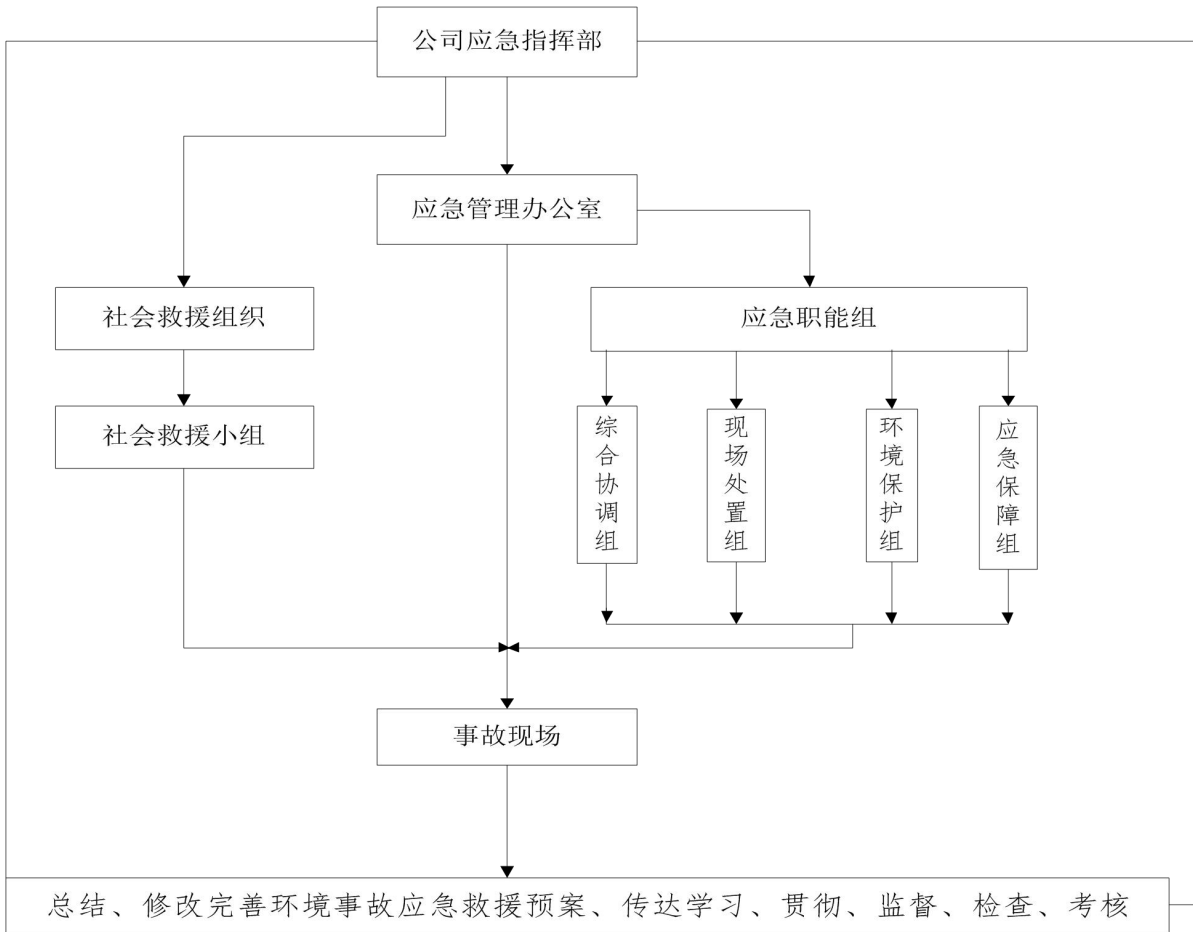 公司应急指挥部
应急管理办公室
社会救援组织
应急职能组
社会救援小组
综合协调组
现场处置组
环境保护组
应急保障组
事故现场
总结、修改完善环境事故应急救援预案、传达学习、贯彻、监督、检查、考核